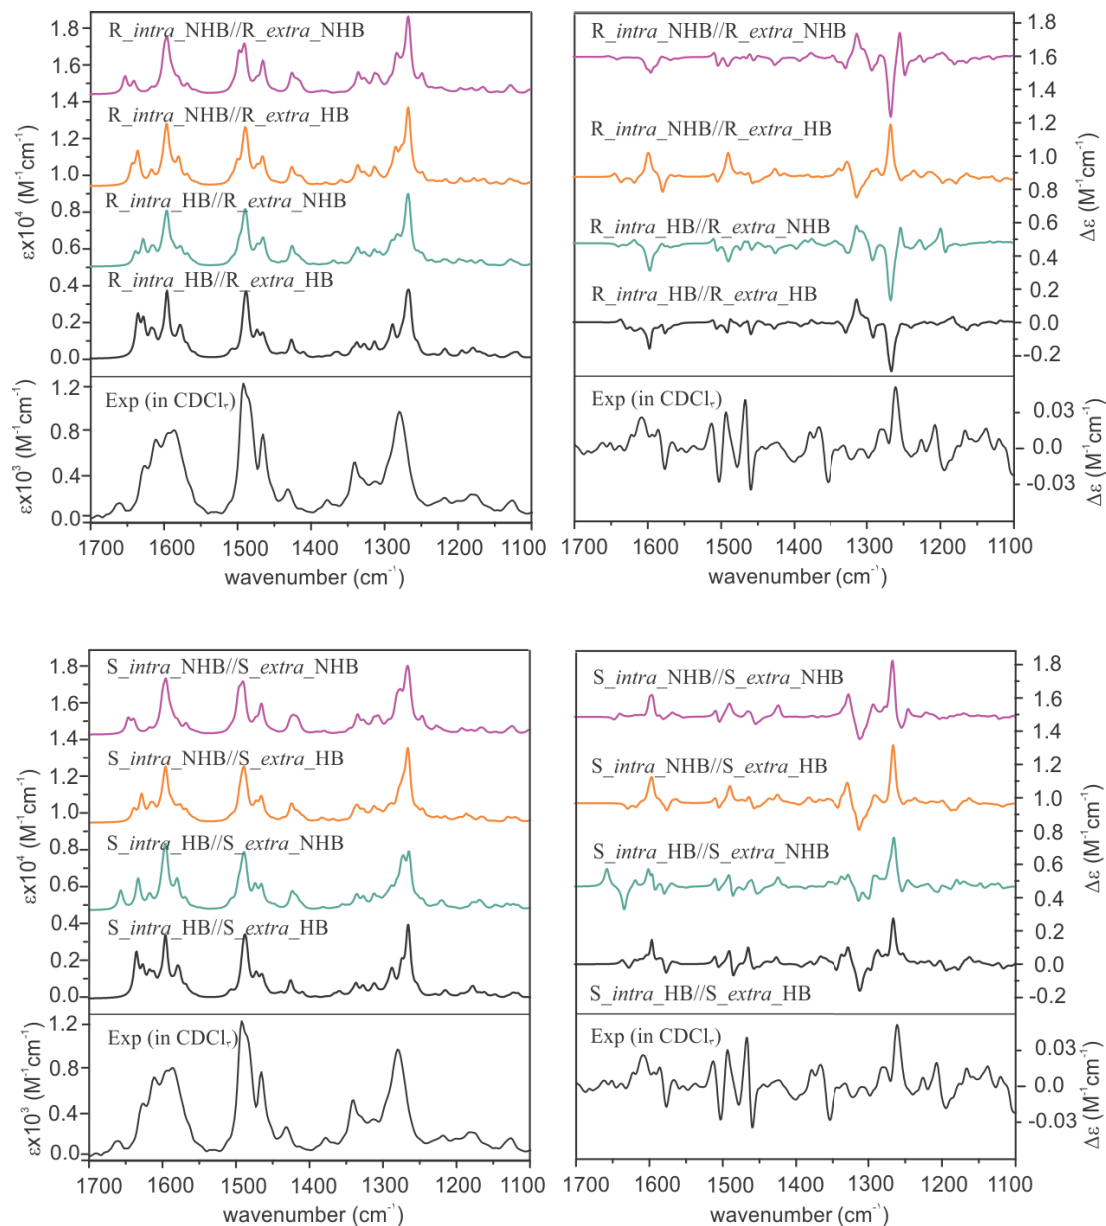 1.8
1.6
1.4
1.2
1.0
0.8
0.6
0.4
0.2
0.0
1.2
0.8
0.4
0.0
εx10⁴ (M⁻¹cm⁻¹)
εx10³ (M⁻¹cm⁻¹)
R_intra_NHB//R_extra_NHB
R_intra_NHB//R_extra_HB
R_intra_HB//R_extra_NHB
R_intra_HB//R_extra_HB
Exp (in CDCl₃)
1700 1600 1500 1400 1300 1200 1100
wavenumber (cm⁻¹)
R_intra_NHB//R_extra_NHB
R_intra_NHB//R_extra_HB
R_intra_HB//R_extra_NHB
R_intra_HB//R_extra_HB
Exp (in CDCl₃)
1.8
1.6
1.4
1.2
1.0
0.8
0.6
0.4
0.2
0.0
-0.2
0.03
0.0
-0.03
Δε (M⁻¹cm⁻¹)
Δε (M⁻¹cm⁻¹)
1700 1600 1500 1400 1300 1200 1100
wavenumber (cm⁻¹)
1.8
1.6
1.4
1.2
1.0
0.8
0.6
0.4
0.2
0.0
1.2
0.8
0.4
0.0
εx10⁴ (M⁻¹cm⁻¹)
εx10³ (M⁻¹cm⁻¹)
S_intra_NHB//S_extra_NHB
S_intra_NHB//S_extra_HB
S_intra_HB//S_extra_NHB
S_intra_HB//S_extra_HB
Exp (in CDCl₃)
1700 1600 1500 1400 1300 1200 1100
wavenumber (cm⁻¹)
S_intra_NHB//S_extra_NHB
S_intra_NHB//S_extra_HB
S_intra_HB//S_extra_NHB
S_intra_HB//S_extra_HB
Exp (in CDCl₃)
1.8
1.6
1.4
1.2
1.0
0.8
0.6
0.4
0.2
0.0
-0.2
0.03
0.0
-0.03
Δε (M⁻¹cm⁻¹)
Δε (M⁻¹cm⁻¹)
1700 1600 1500 1400 1300 1200 1100
wavenumber (cm⁻¹)